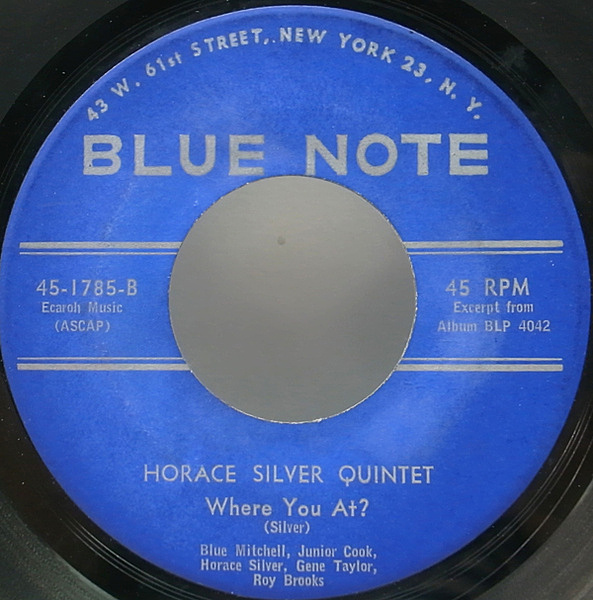 43 W. 61st STREET, NEW YORK 23, N. Y.
BLUE NOTE
45-1785-B
Ecaroh Music
(ASCAP)
45 RPM
Excerpt from
Album BLP 4042
HORACE SILVER QUINTET
Where You At?
(Silver)
Blue Mitchell, Junior Cook,
Horace Silver, Gene Taylor,
Roy Brooks